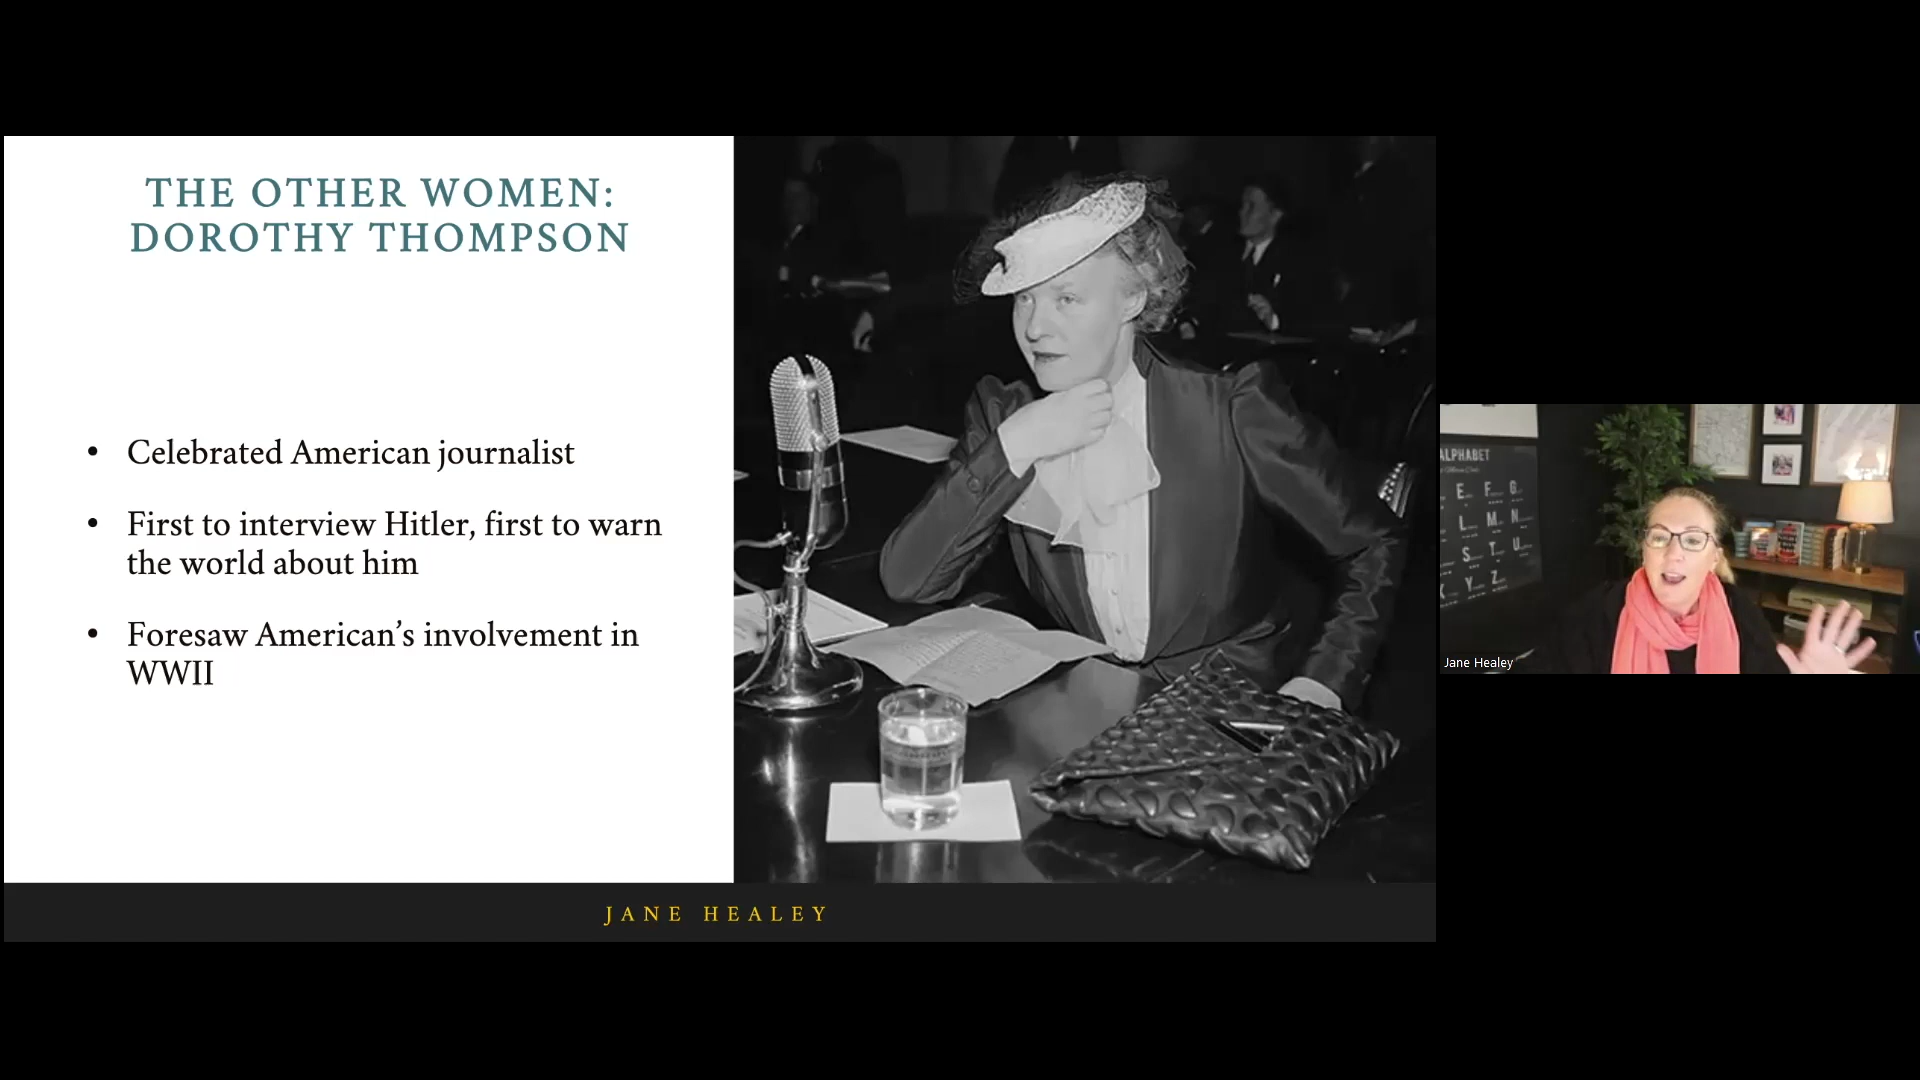 THE OTHER WOMEN:
DOROTHY THOMPSON
• Celebrated American journalist
• First to interview Hitler, first to warn
the world about him
• Foresaw American’s involvement in
WWII
JANE HEALEY
ALPHABET
E F G
L M N
S T U
Y Z
Jane Healey